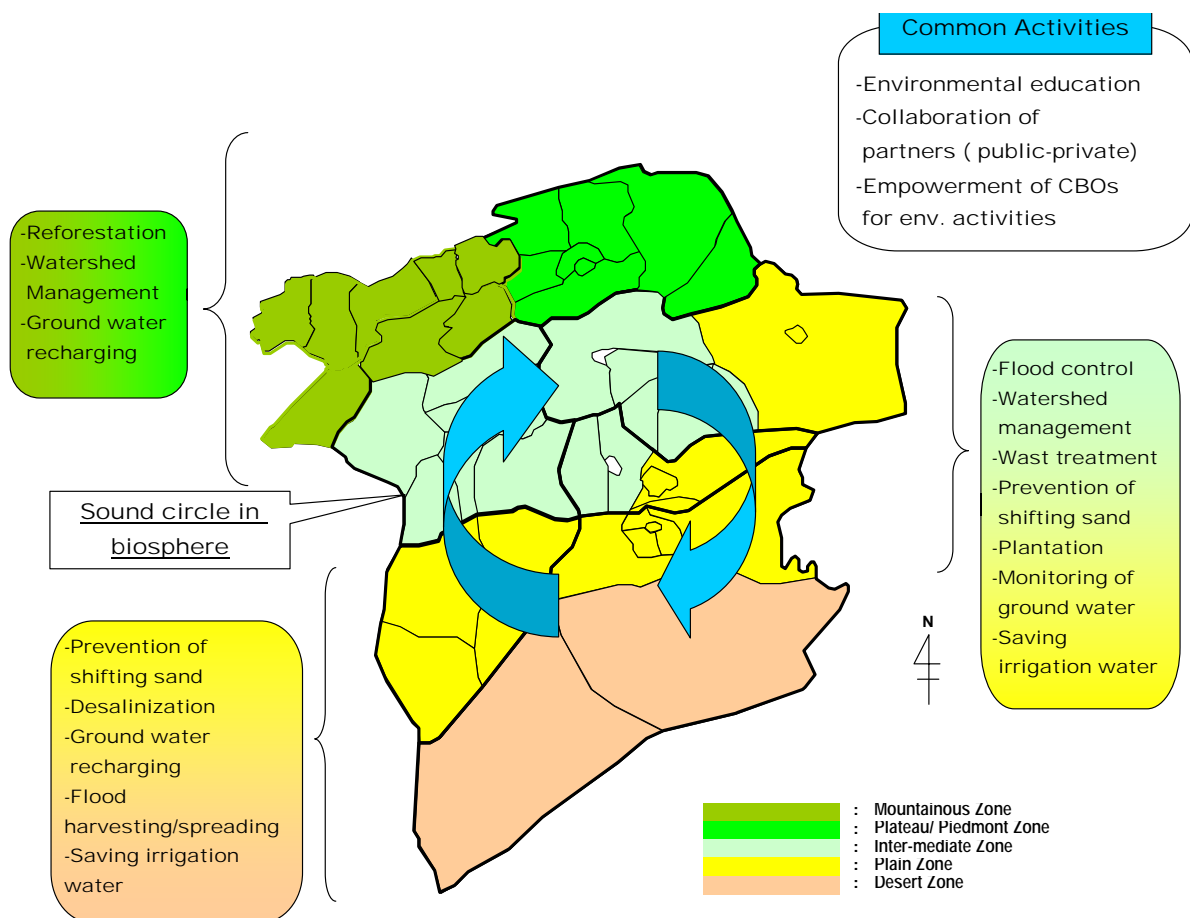 Common Activities
-Environmental education
-Collaboration of
partners ( public-private)
-Empowerment of CBOs
for env. activities
-Reforestation
-Watershed
Management
-Ground water
recharging
-Flood control
-Watershed
management
-Wast treatment
-Prevention of
shifting sand
-Plantation
-Monitoring of
ground water
-Saving
irrigation water
Sound circle in
biosphere
-Prevention of
shifting sand
-Desalinization
-Ground water
recharging
-Flood
harvesting/spreading
-Saving irrigation
water
N
: Mountainous Zone
: Plateau/ Piedmont Zone
: Inter-mediate Zone
: Plain Zone
: Desert Zone